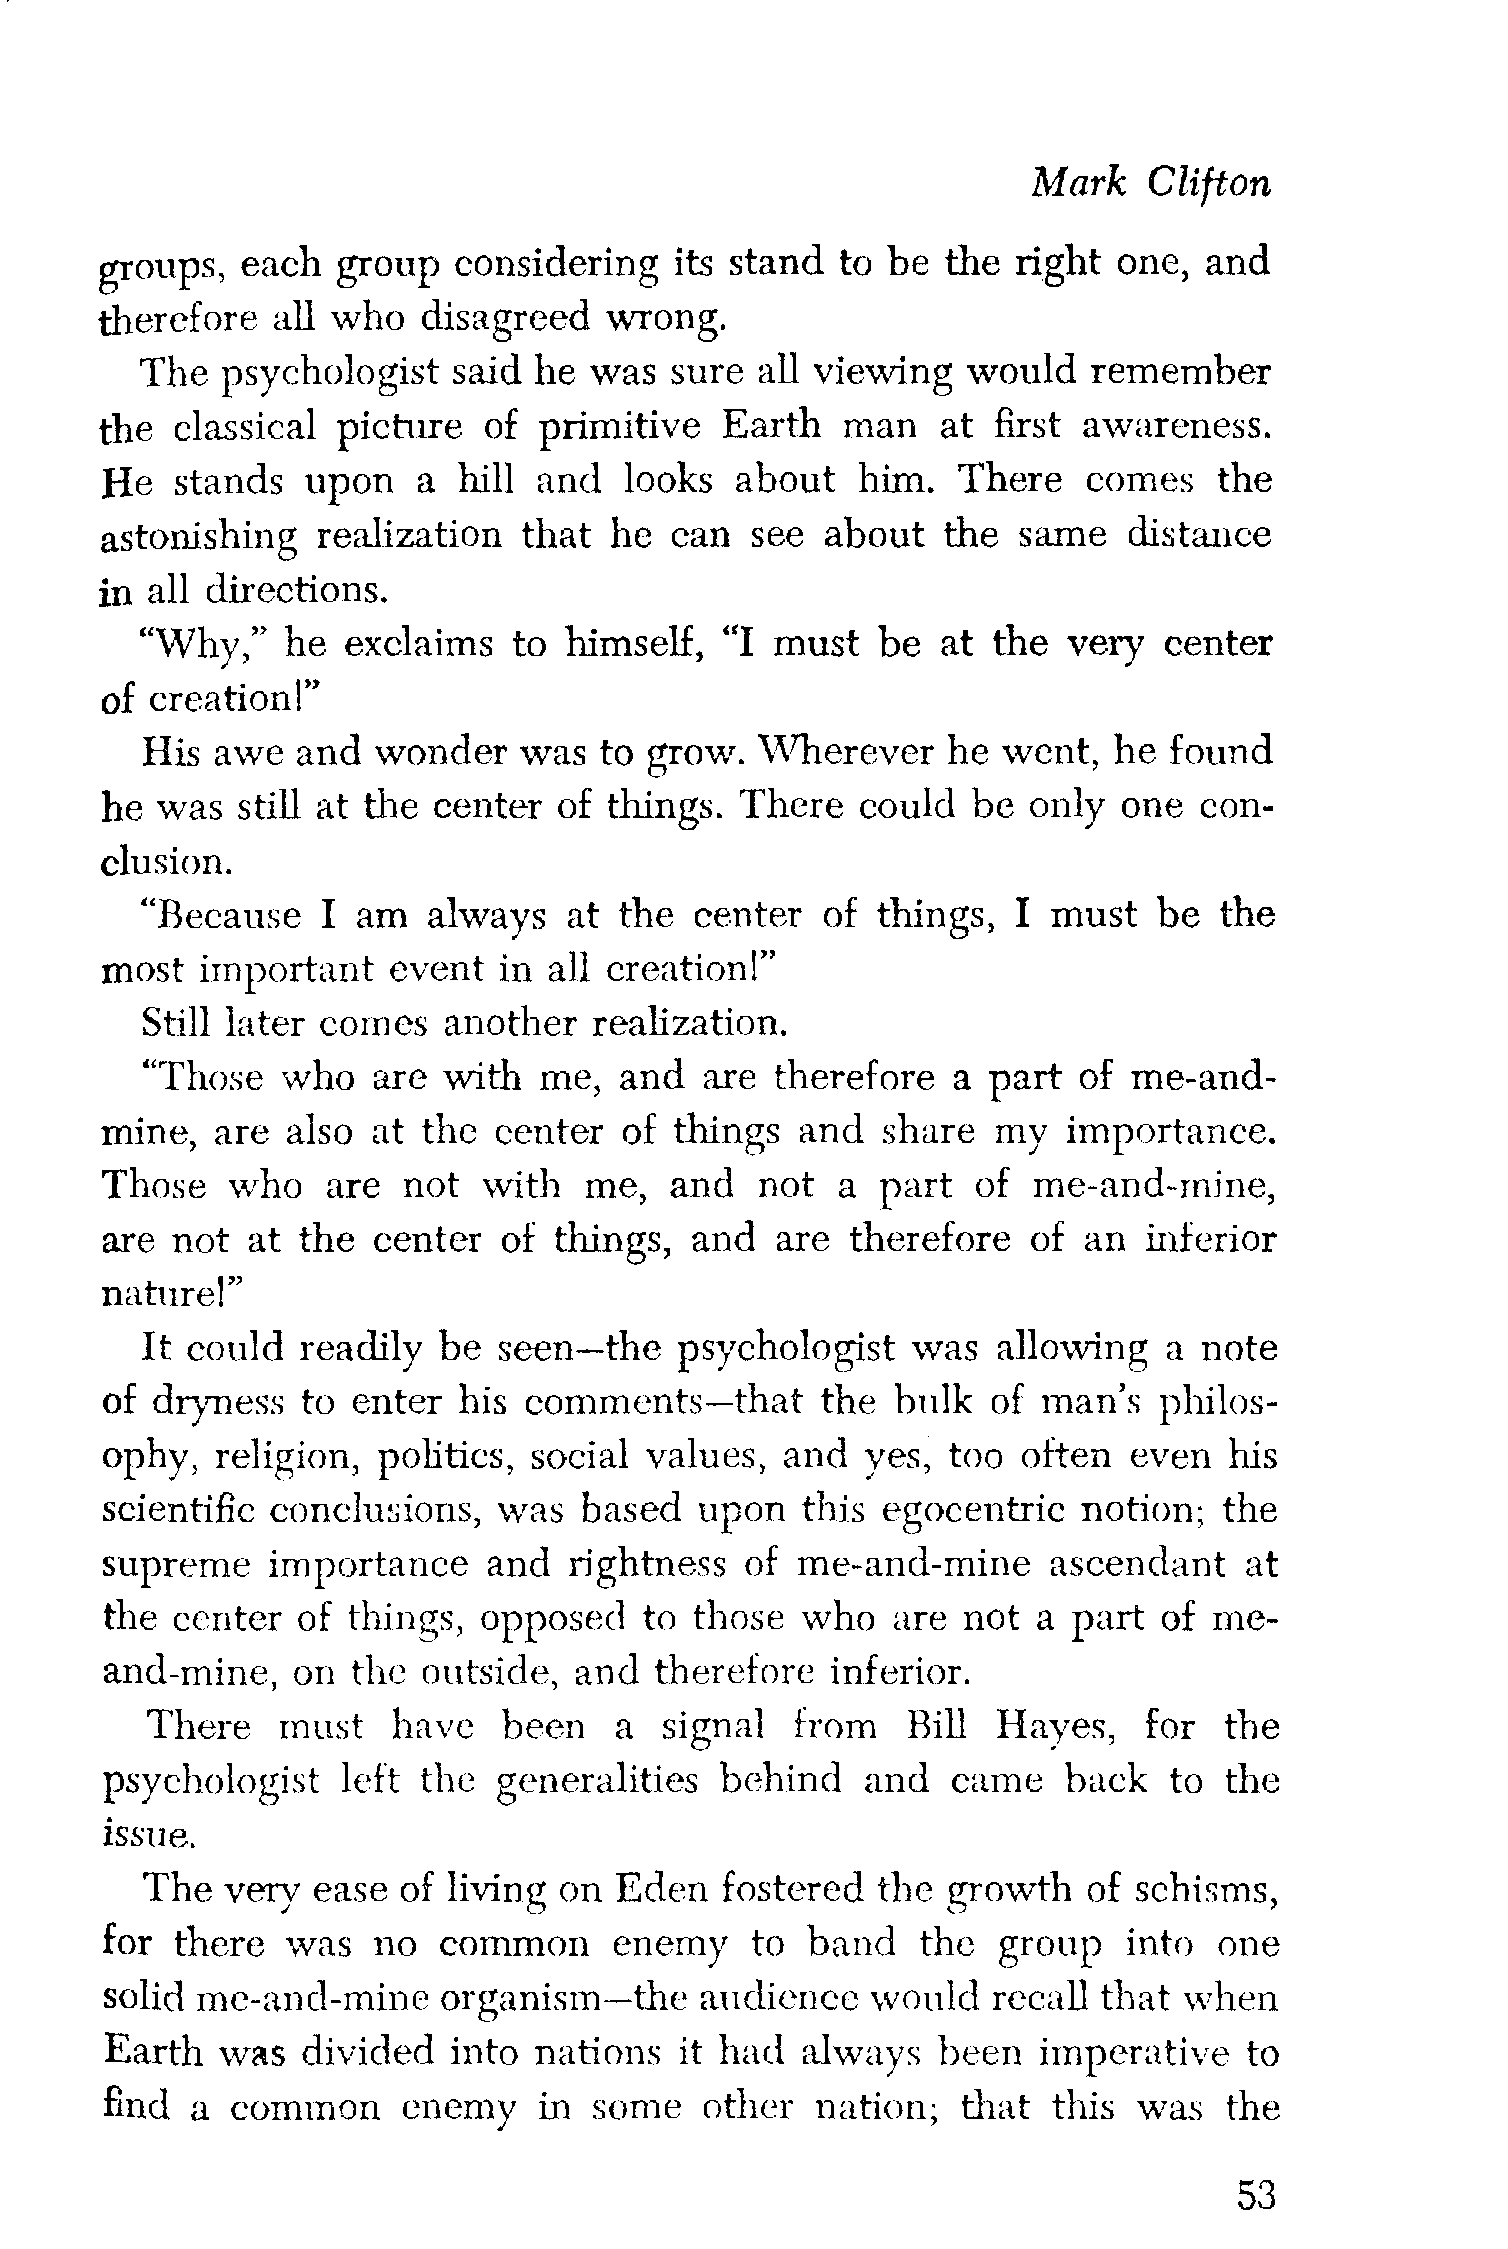 Mark Clifton
groups, each group considering its stand to be the right one, and
therefore all who disagreed wrong.
The psychologist said he was sure all viewing would remember
the classical picture of primitive Earth man at first awareness.
He stands upon a hill and looks about him. There comes the
astonishing realization that he can see about the same distance
in all directions.
“Why,” he exclaims to himself, “I must be at the very center
of creation!”
His awe and wonder was to grow. Wherever he went, he found
he was still at the center of things. There could be only one con-
clusion.
“Because I am always at the center of things, I must be the
most important event in all creation!”
Still later comes another realization.
“Those who are with me, and are therefore a part of me-and-
mine, are also at the center of things and share my importance.
Those who are not with me, and not a part of me-and-mine,
are not at the center of things, and are therefore of an inferior
nature!”
It could readily be seen—the psychologist was allowing a note
of dryness to enter his comments—that the bulk of man’s philos-
ophy, religion, politics, social values, and yes, too often even his
scientific conclusions, was based upon this egocentric notion; the
supreme importance and rightness of me-and-mine ascendant at
the center of things, opposed to those who are not a part of me-
and-mine, on the outside, and therefore inferior.
There must have been a signal from Bill Hayes, for the
psychologist left the generalities behind and came back to the
issue.
The very ease of living on Eden fostered the growth of schisms,
for there was no common enemy to band the group into one
solid me-and-mine organism—the audience would recall that when
Earth was divided into nations it had always been imperative to
find a common enemy in some other nation; that this was the
53